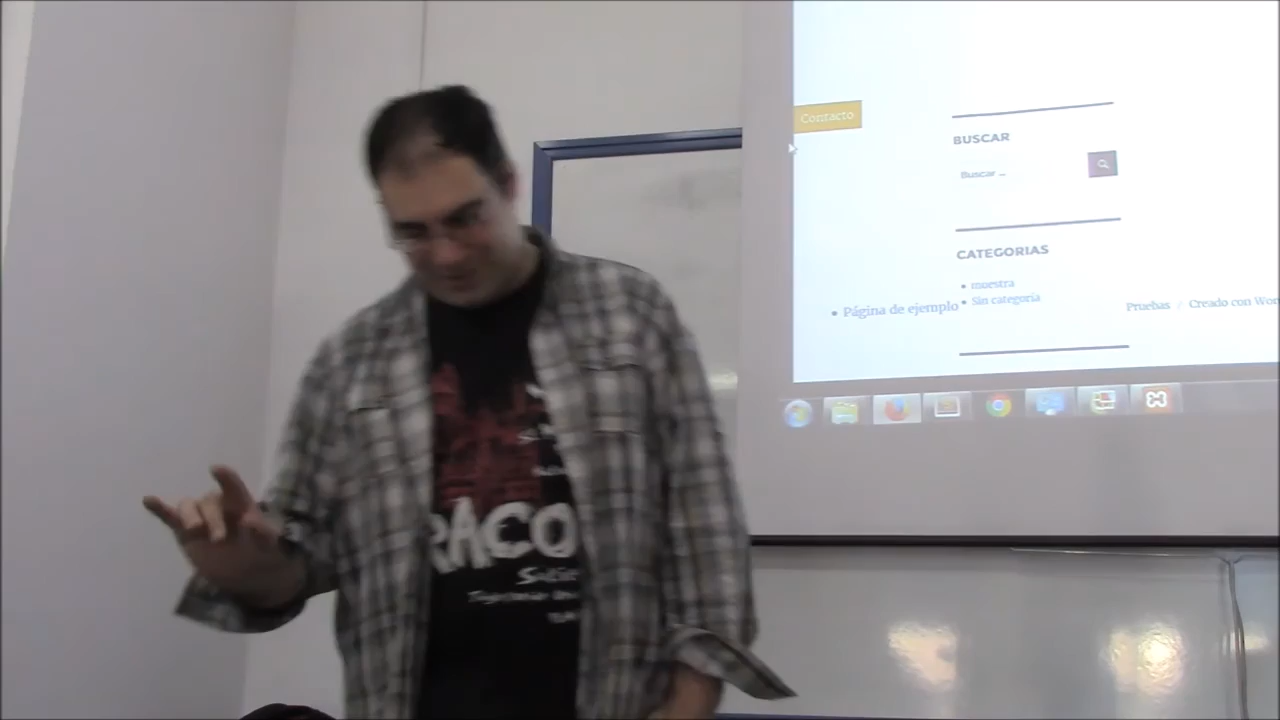 Contacto
BUSCAR
Buscar ...
CATEGORIAS
muestra
Sin categoría
Página de ejemplo
Pruebas / Creado con Wor
RACO